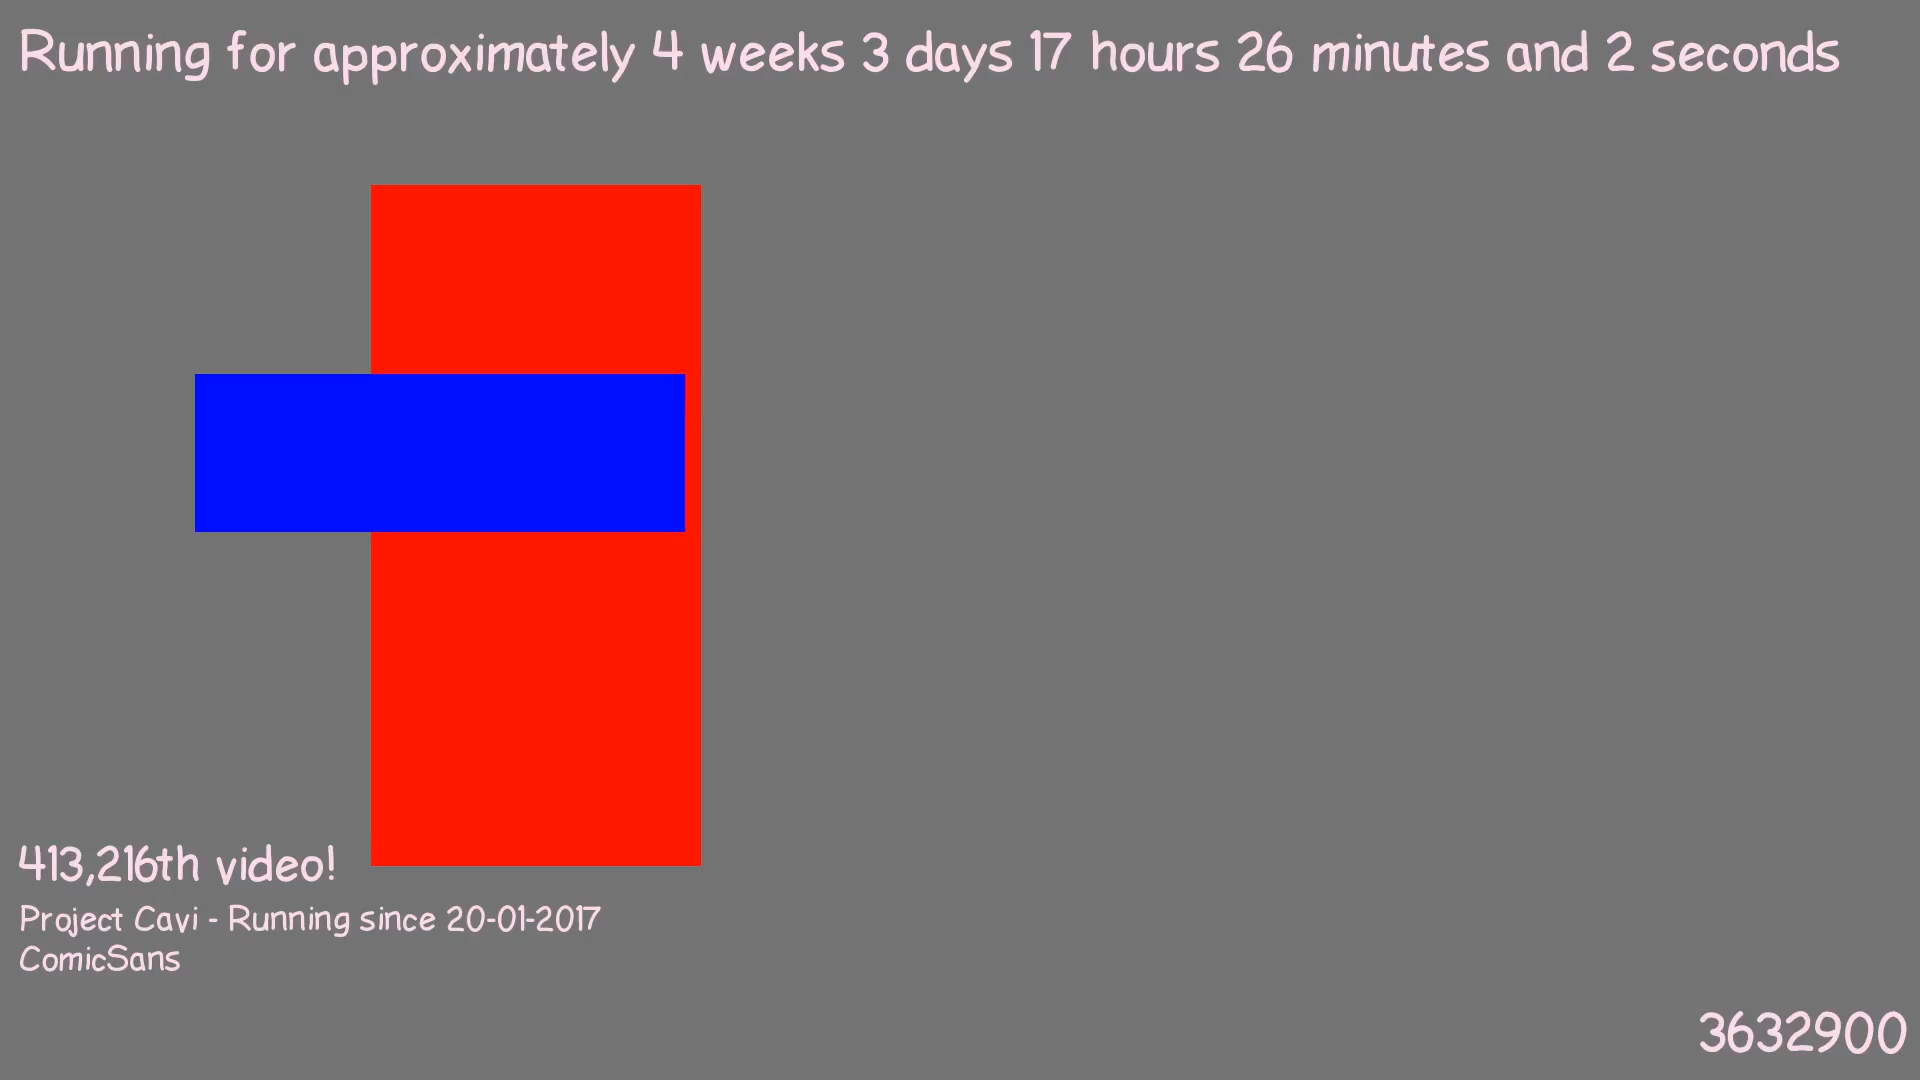 Running for approximately 4 weeks 3 days 17 hours 26 minutes and 2 seconds
413,216th video!
Project Cavi - Running since 20-01-2017
ComicSans
3632900